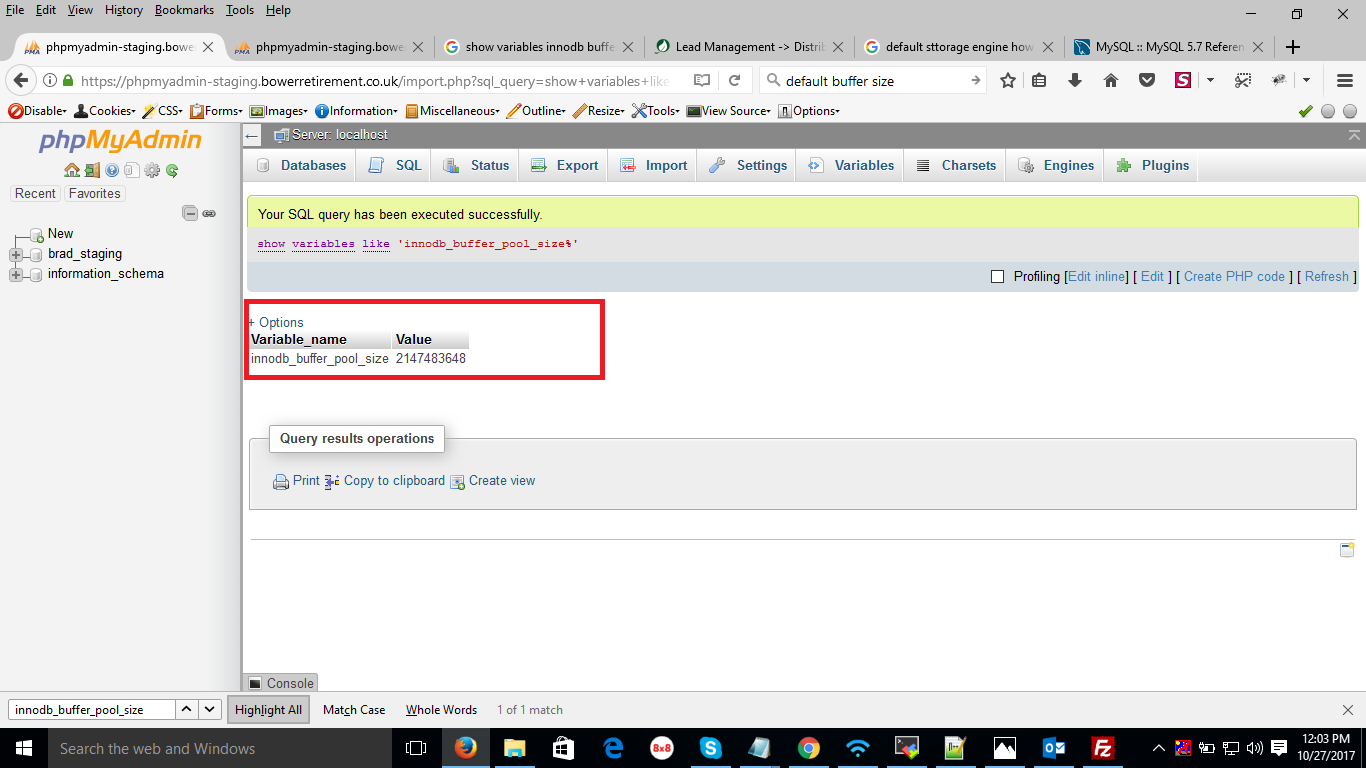 File Edit View History Bookmarks Tools Help
phpmyadmin-staging.bowe
phpmyadmin-staging.bowe
show variables innodb buffe
Lead Management -> Distrib
default sttorage engine how
MySQL :: MySQL 5.7 Referen
https://phpmyadmin-staging.bowerretirement.co.uk/import.php?sql_query=show+variables+like
default buffer size
Disable Cookies CSS Forms Images Information Miscellaneous Outline Resize Tools View Source Options
phpMyAdmin
Recent Favorites
New
brad_staging
information_schema
Server: localhost
Databases SQL Status Export Import Settings Variables Charsets Engines Plugins
Your SQL query has been executed successfully.
show variables like 'innodb_buffer_pool_size%'
Profiling [Edit inline] [ Edit ] [ Create PHP code ] [ Refresh ]
+ Options
Variable_name Value
innodb_buffer_pool_size 2147483648
Query results operations
Print Copy to clipboard Create view
Console
innodb_buffer_pool_size Highlight All Match Case Whole Words 1 of 1 match
Search the web and Windows
8x8
12:03 PM
10/27/2017